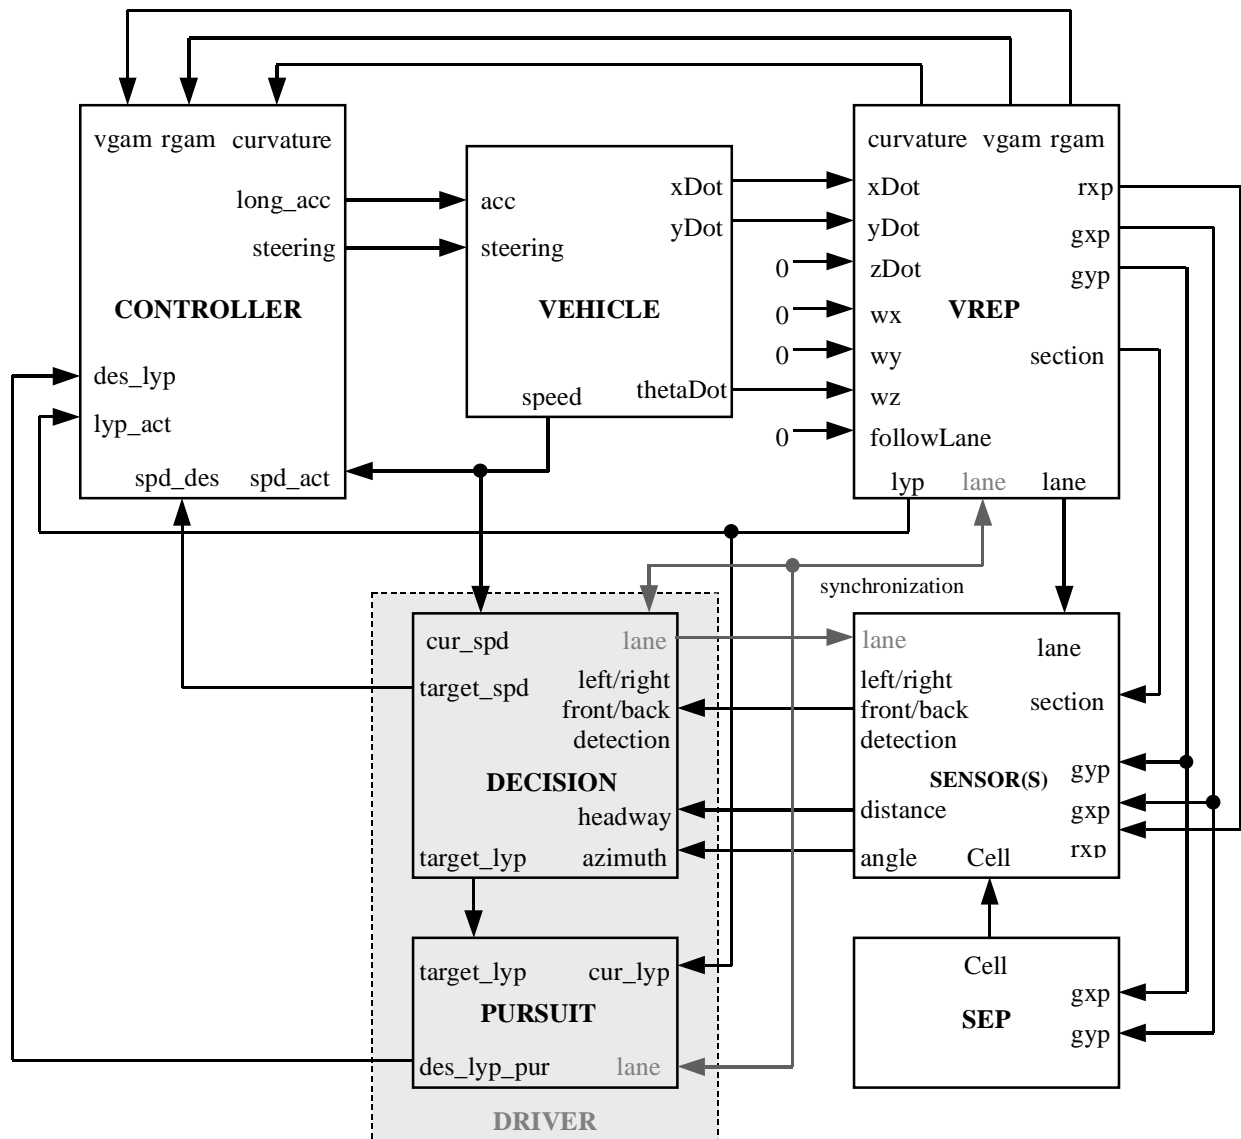 vgam rgam curvature
long_acc
steering
CONTROLLER
des_lyp
lyp_act
spd_des spd_act
acc
steering
xDot
yDot
VEHICLE
thetaDot
speed
0
0
0
0
curvature vgam rgam
xDot
yDot
zDot
wx
wy
wz
followLane
VREP
rxp
gxp
gyp
section
lyp lane lane
synchronization
cur_spd
target_spd
lane
left/right
front/back
detection
DECISION
headway
target_lyp azimuth
lane
left/right
front/back
detection
lane
section
SENSOR(S)
gyp
distance
gxp
angle Cell
rxp
target_lyp cur_lyp
PURSUIT
des_lyp_pur lane
DRIVER
Cell
gxp
SEP
gyp